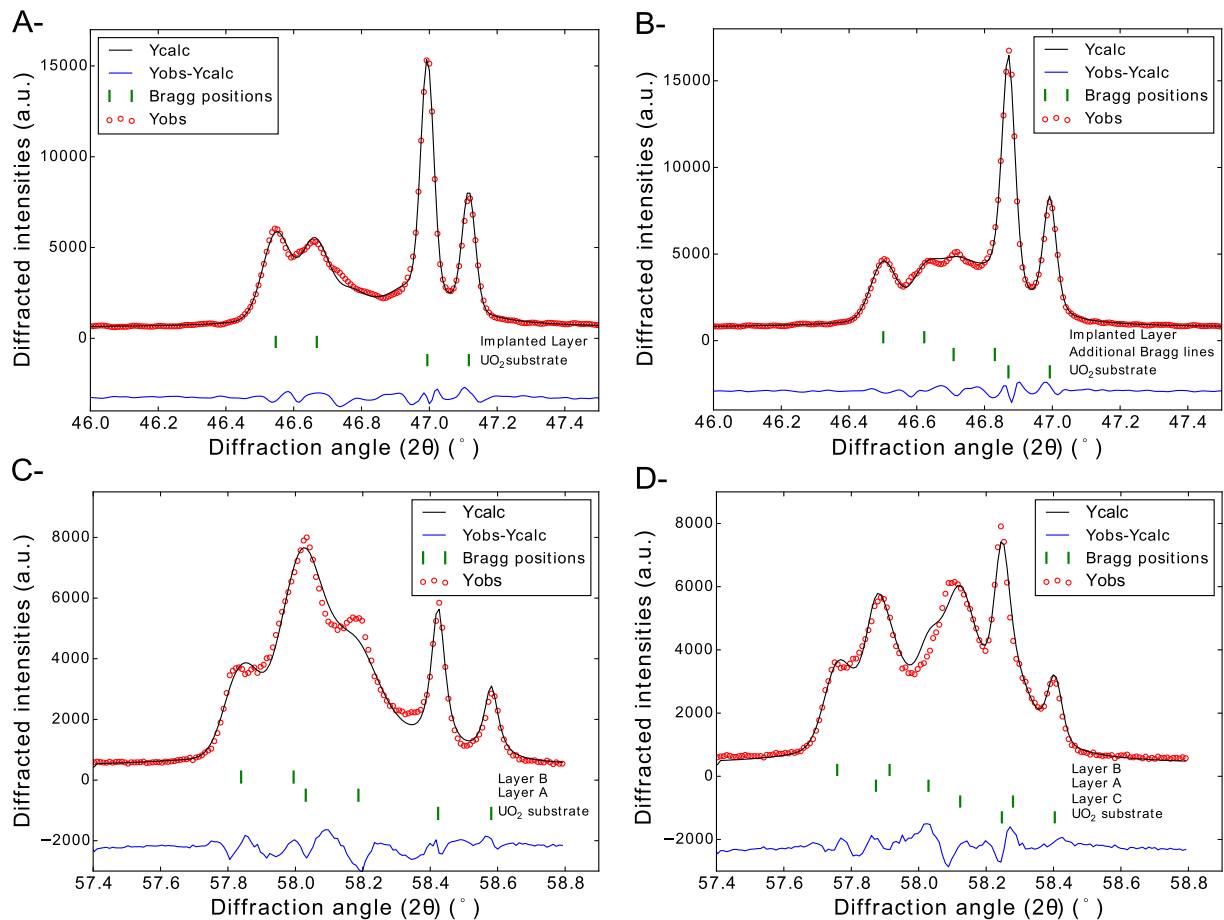 A-
Ycalc
Yobs-Ycalc
Bragg positions
Yobs
Diffracted intensities (a.u.)
15000
10000
5000
0
Implanted Layer
UO₂substrate
46.0 46.2 46.4 46.6 46.8 47.0 47.2 47.4
Diffraction angle (2θ) (°)
B-
Ycalc
Yobs-Ycalc
Bragg positions
Yobs
Diffracted intensities (a.u.)
15000
10000
5000
0
Implanted Layer
Additional Bragg lines
UO₂substrate
46.0 46.2 46.4 46.6 46.8 47.0 47.2 47.4
Diffraction angle (2θ) (°)
C-
Ycalc
Yobs-Ycalc
Bragg positions
Yobs
Diffracted intensities (a.u.)
8000
6000
4000
2000
0
−2000
Layer B
Layer A
UO₂ substrate
57.4 57.6 57.8 58.0 58.2 58.4 58.6 58.8
Diffraction angle (2θ) (°)
D-
Ycalc
Yobs-Ycalc
Bragg positions
Yobs
Diffracted intensities (a.u.)
8000
6000
4000
2000
0
−2000
Layer B
Layer A
Layer C
UO₂ substrate
57.4 57.6 57.8 58.0 58.2 58.4 58.6 58.8
Diffraction angle (2θ) (°)